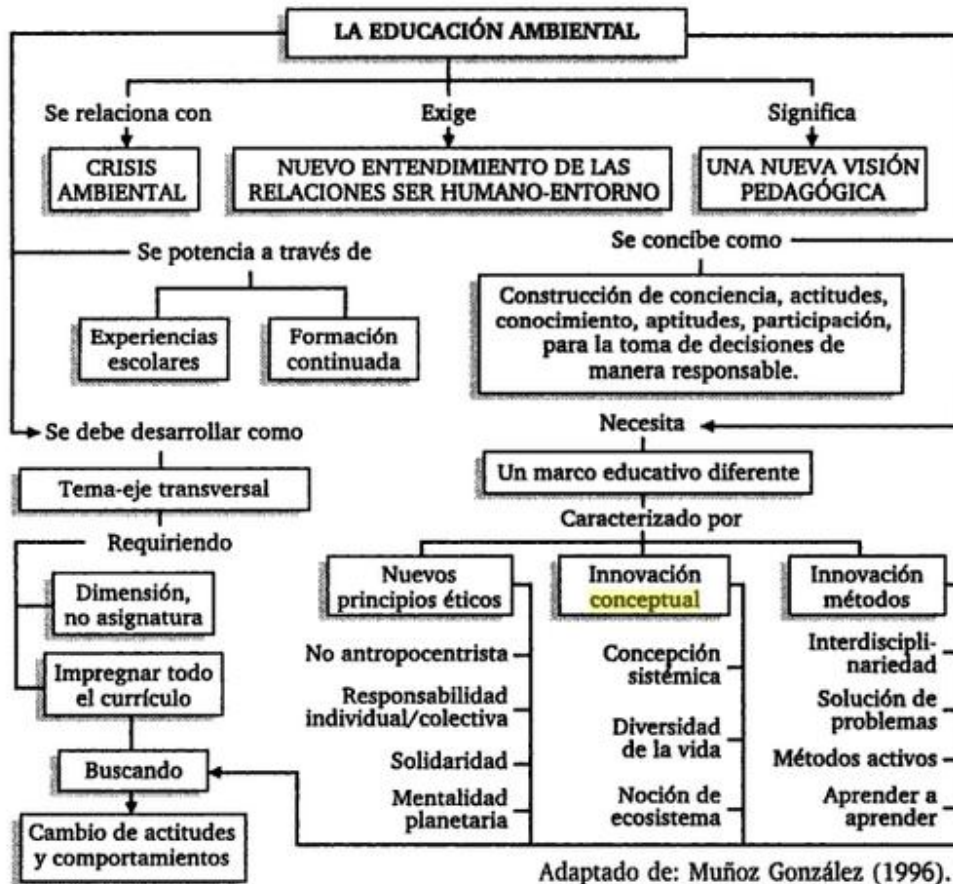 LA EDUCACIÓN AMBIENTAL
Se relaciona con
Exige
Significa
CRISIS
AMBIENTAL
NUEVO ENTENDIMIENTO DE LAS
RELACIONES SER HUMANO-ENTORNO
UNA NUEVA VISIÓN
PEDAGÓGICA
Se potencia a través de
Experiencias
escolares
Formación
continuada
Se concibe como
Construcción de conciencia, actitudes,
conocimiento, aptitudes, participación,
para la toma de decisiones de
manera responsable.
Se debe desarrollar como
Tema-eje transversal
Requiriendo
Dimensión,
no asignatura
Impregnar todo
el currículo
Buscando
Cambio de actitudes
y comportamientos
Necesita
Un marco educativo diferente
Caracterizado por
Nuevos
principios éticos
No antropocentrista
Responsabilidad
individual/colectiva
Solidaridad
Mentalidad
planetaria
Innovación
conceptual
Concepción
sistémica
Diversidad
de la vida
Noción de
ecosistema
Innovación
métodos
Interdiscipli-
nariedad
Solución de
problemas
Métodos activos
Aprender a
aprender
Adaptado de: Muñoz González (1996).